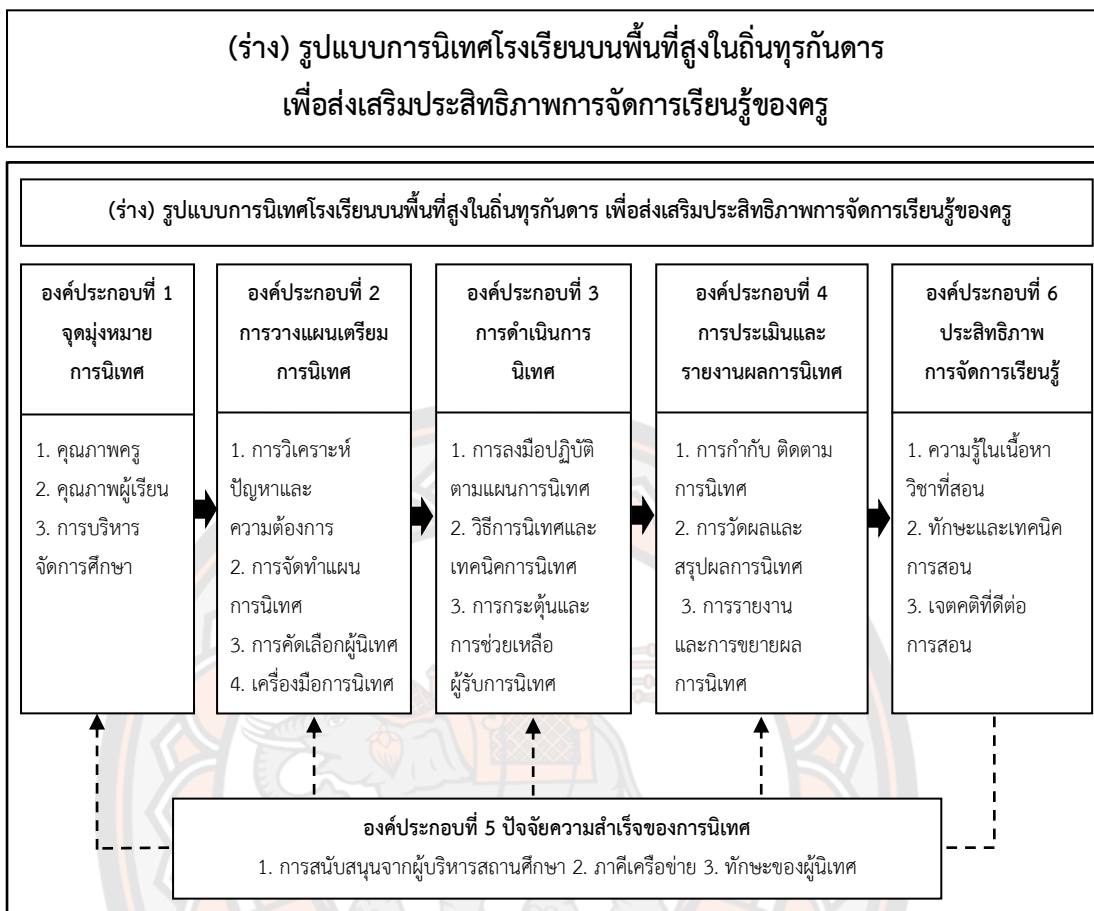 (ร่าง) รูปแบบการนิเทศโรงเรียนบนพื้นที่สูงในถิ่นทุรกันดาร
เพื่อส่งเสริมประสิทธิภาพการจัดการเรียนรู้ของครู
(ร่าง) รูปแบบการนิเทศโรงเรียนบนพื้นที่สูงในถิ่นทุรกันดาร เพื่อส่งเสริมประสิทธิภาพการจัดการเรียนรู้ของครู
องค์ประกอบที่ 1
จุดมุ่งหมาย
การนิเทศ
1. คุณภาพครู
2. คุณภาพผู้เรียน
3. การบริหาร
จัดการศึกษา
องค์ประกอบที่ 2
การวางแผนเตรียม
การนิเทศ
1. การวิเคราะห์
ปัญหาและ
ความต้องการ
2. การจัดทำแผน
การนิเทศ
3. การคัดเลือกผู้นิเทศ
4. เครื่องมือการนิเทศ
องค์ประกอบที่ 3
การดำเนินการ
นิเทศ
1. การลงมือปฏิบัติ
ตามแผนการนิเทศ
2. วิธีการนิเทศและ
เทคนิคการนิเทศ
3. การกระตุ้นและ
การช่วยเหลือ
ผู้รับการนิเทศ
องค์ประกอบที่ 4
การประเมินและ
รายงานผลการนิเทศ
1. การกำกับ ติดตาม
การนิเทศ
2. การวัดผลและ
สรุปผลการนิเทศ
3. การรายงาน
และการขยายผล
การนิเทศ
องค์ประกอบที่ 6
ประสิทธิภาพ
การจัดการเรียนรู้
1. ความรู้ในเนื้อหา
วิชาที่สอน
2. ทักษะและเทคนิค
การสอน
3. เจตคติที่ดีต่อ
การสอน
องค์ประกอบที่ 5 ปัจจัยความสำเร็จของการนิเทศ
1. การสนับสนุนจากผู้บริหารสถานศึกษา 2. ภาคีเครือข่าย 3. ทักษะของผู้นิเทศ